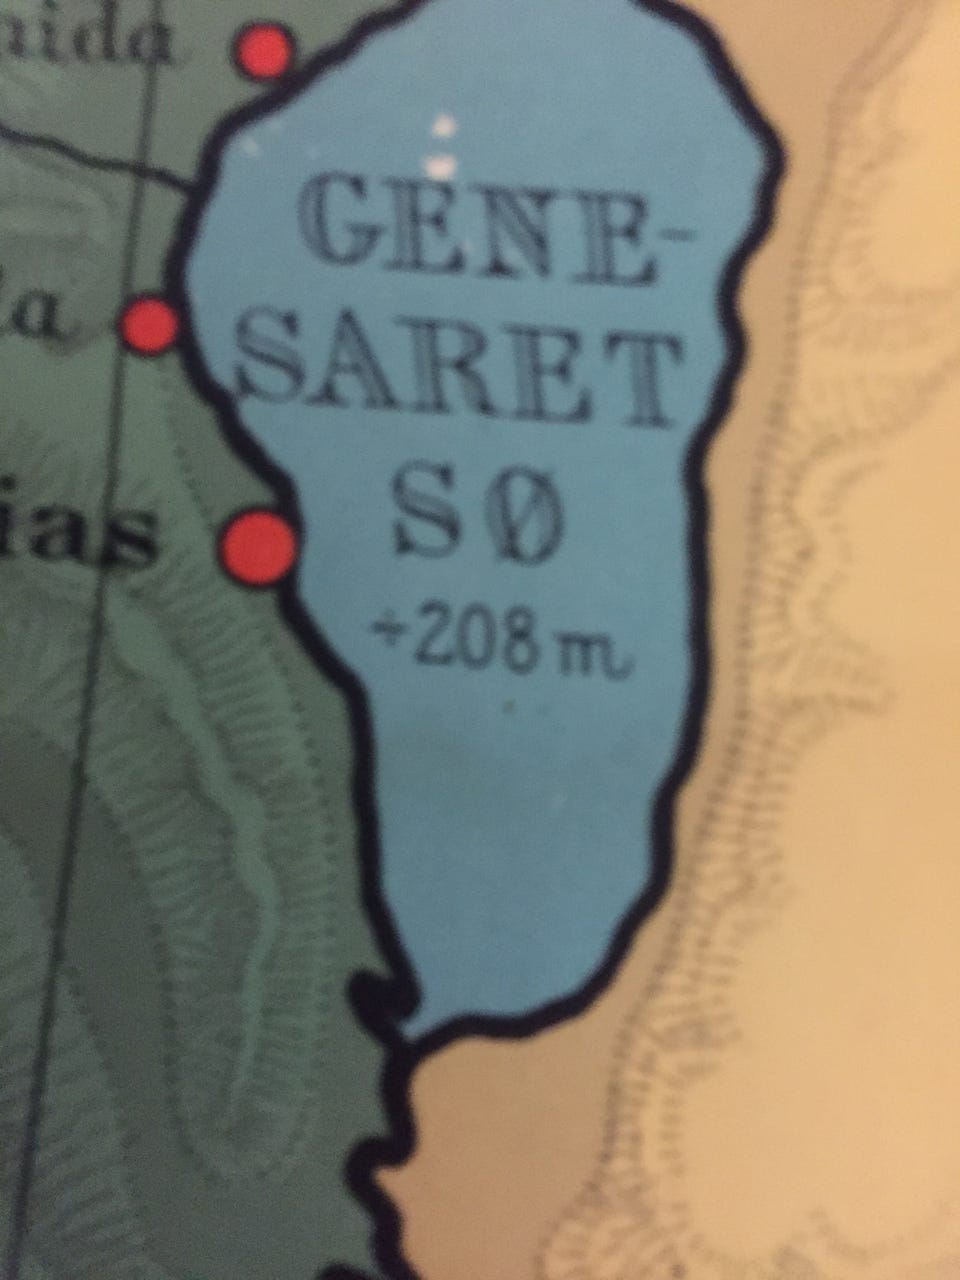 GENE-
SARET
SØ
ias
÷208 m